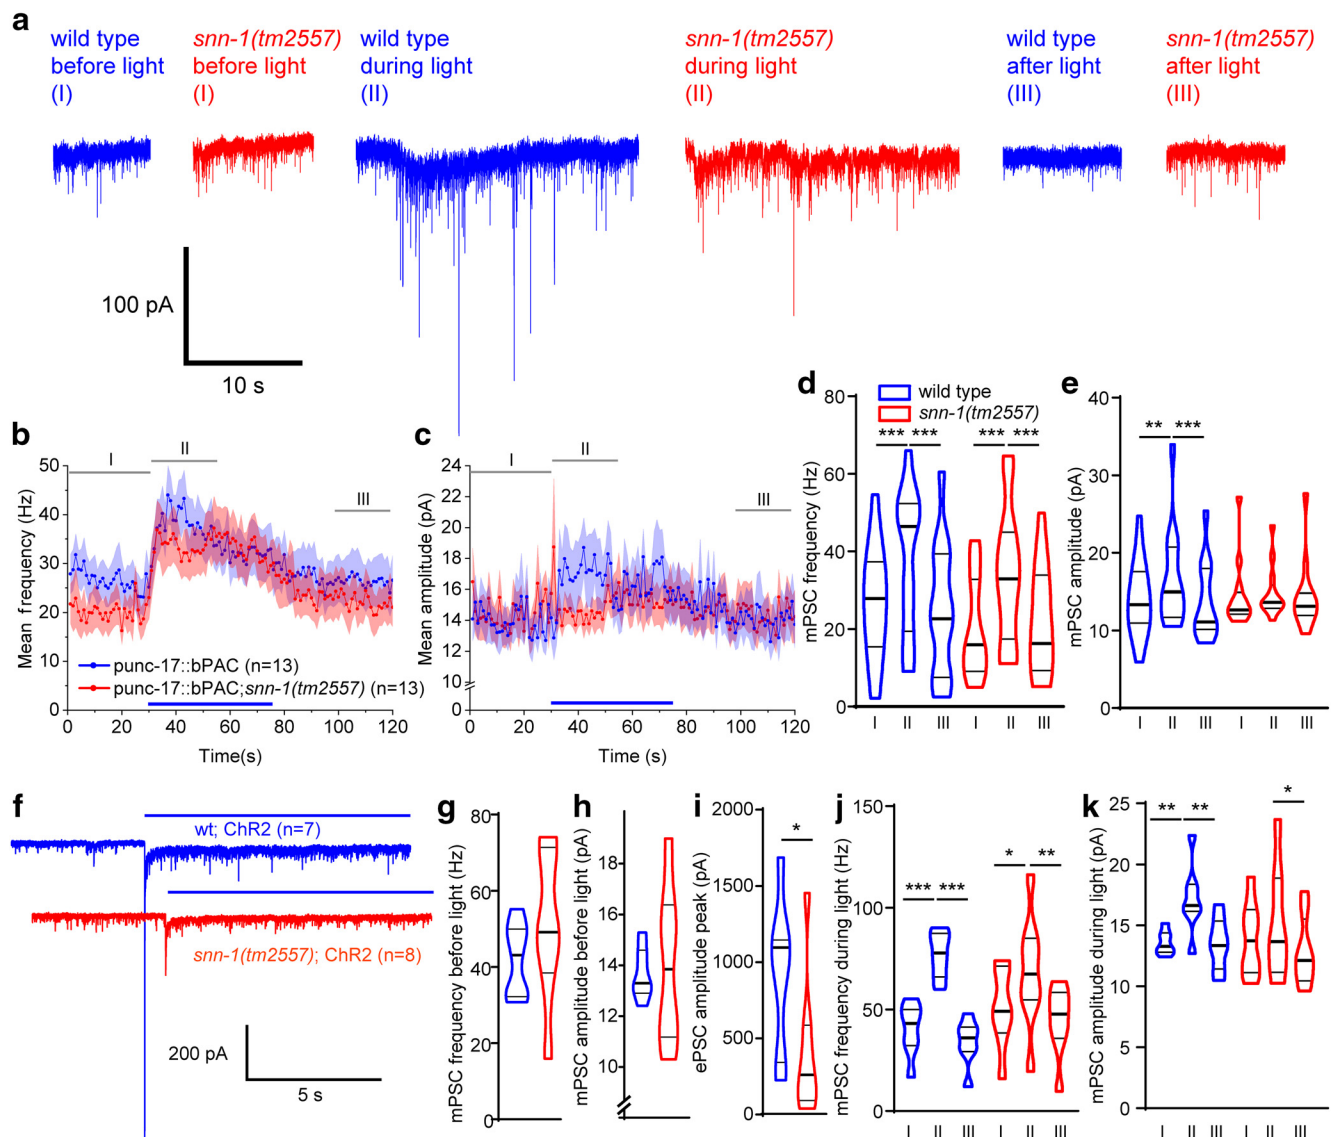 a
wild type
before light
(I)
snn-1(tm2557)
before light
(I)
wild type
during light
(II)
snn-1(tm2557)
during light
(II)
wild type
after light
(III)
snn-1(tm2557)
after light
(III)
100 pA
10 s
b
I
II
III
Mean frequency (Hz)
50
40
30
20
10
0
punc-17::bPAC (n=13)
punc-17::bPAC;snn-1(tm2557) (n=13)
0 20 40 60 80 100 120
Time(s)
c
I
II
III
Mean amplitude (pA)
24
22
20
18
16
14
12
10
0
0 20 40 60 80 100 120
Time (s)
d
wild type
snn-1(tm2557)
mPSC frequency (Hz)
80
60
40
20
0
*** *** *** ***
I II III I II III
e
mPSC amplitude (pA)
40
30
20
10
0
** ***
I II III I II III
f
wt; ChR2 (n=7)
snn-1(tm2557); ChR2 (n=8)
200 pA
5 s
g
mPSC frequency before light (Hz)
80
60
40
20
0
h
mPSC amplitude before light (pA)
18
16
14
12
10
i
ePSC amplitude peak (pA)
2000
1500
1000
500
0
*
j
mPSC frequency during light (Hz)
150
100
50
0
*** *** * **
I II III I II III
k
mPSC amplitude during light (pA)
25
20
15
10
5
0
** ** *
I II III I II III